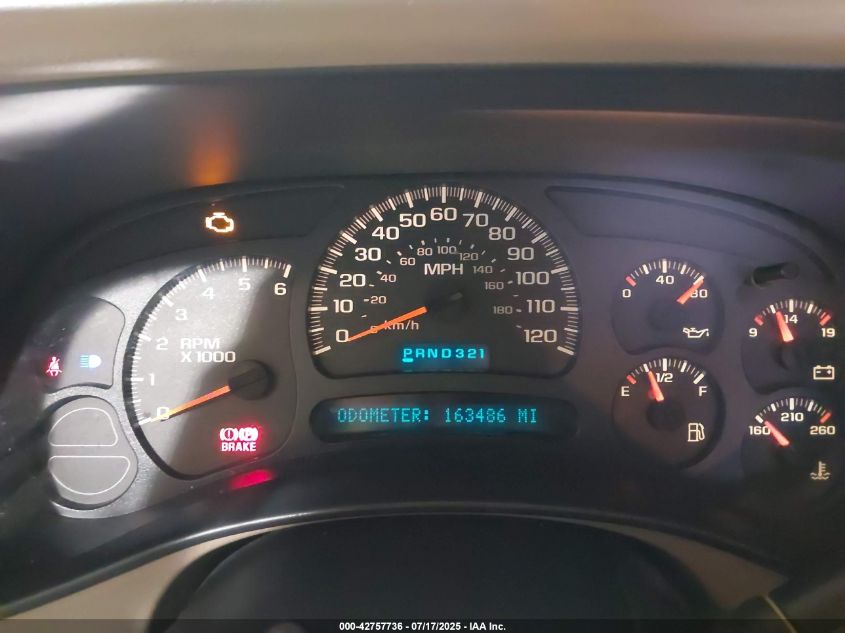 0 1 2 3 4 5 6
RPM
X1000
BRAKE
0 10 20 30 40 50 60 70 80 90 100 110 120
MPH
20 40 60 80 100 120 140 160 180
km/h
PRND321
ODOMETER: 163486 MI
0 40 80
E 1/2 F
9 14 19
160 210 260
000-42757736 - 07/17/2025 - IAA Inc.